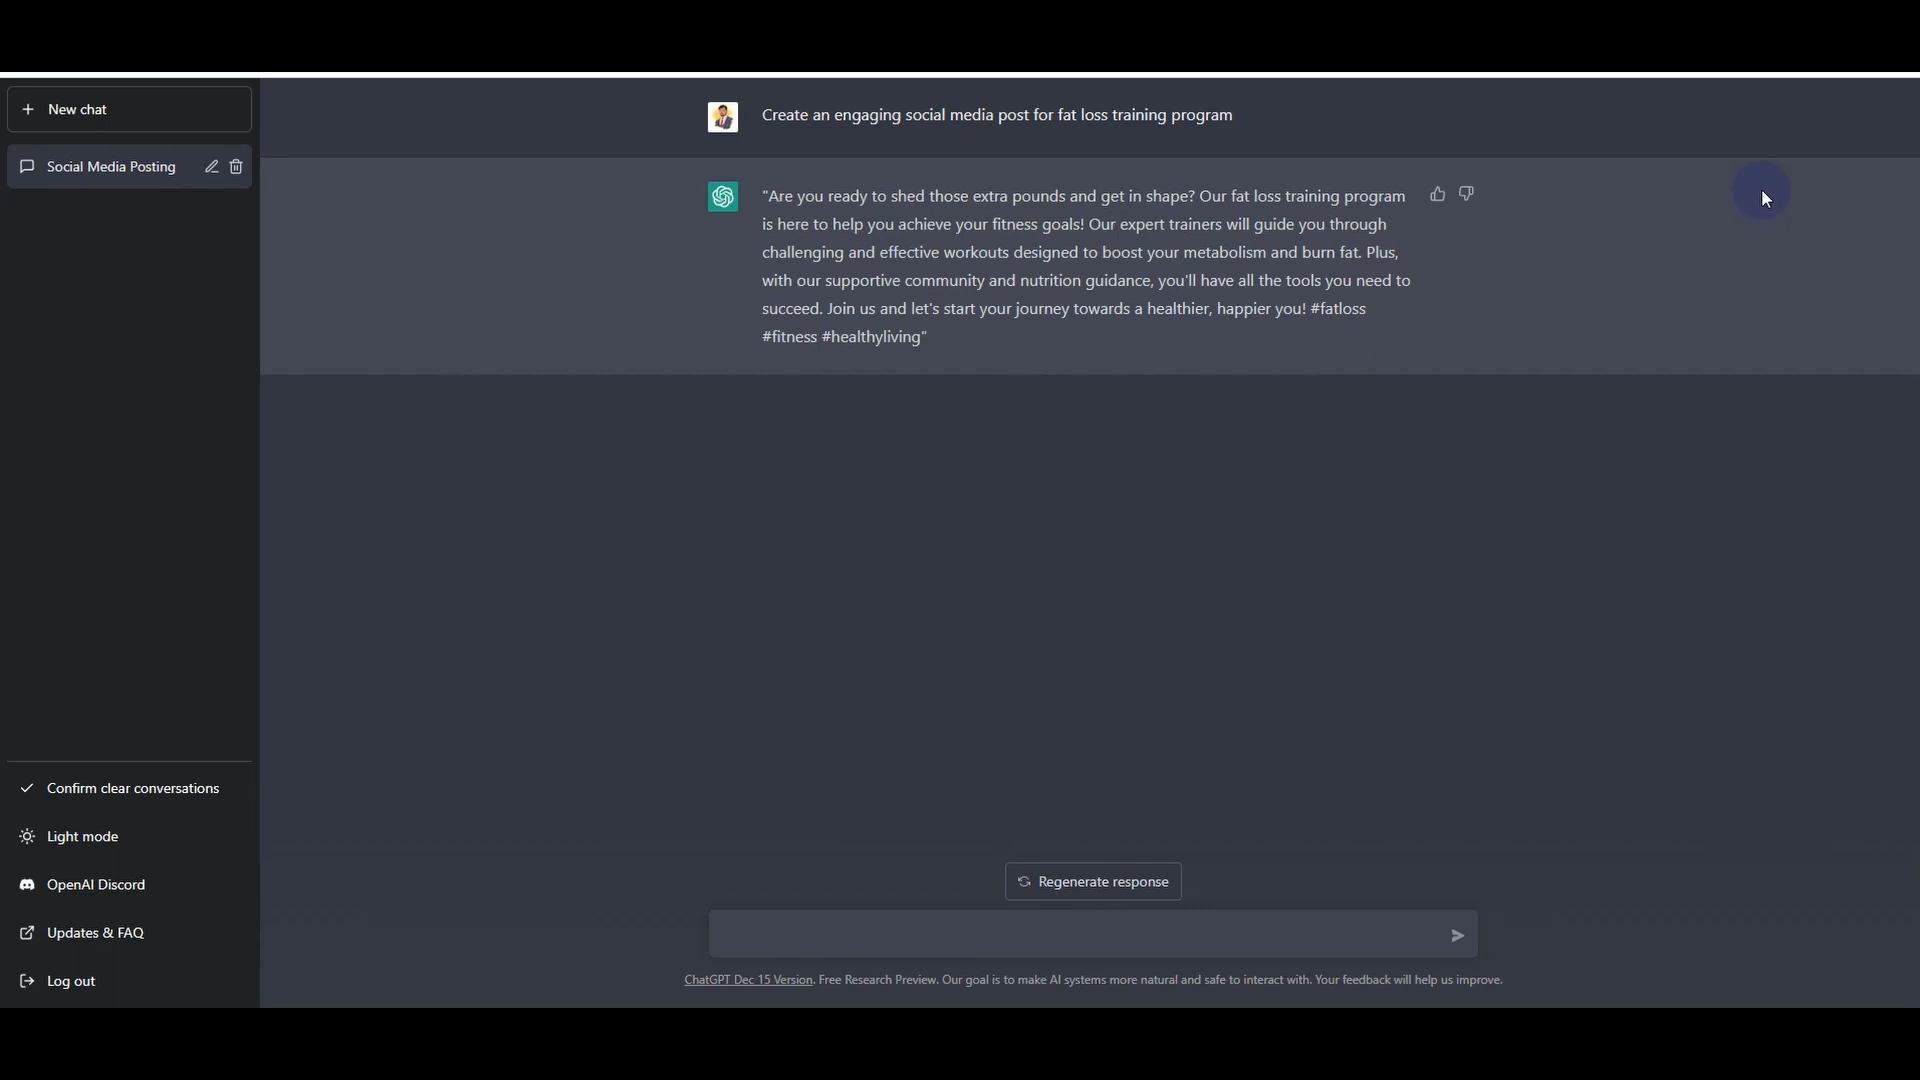 New chat
Social Media Posting
Create an engaging social media post for fat loss training program
"Are you ready to shed those extra pounds and get in shape? Our fat loss training program
is here to help you achieve your fitness goals! Our expert trainers will guide you through
challenging and effective workouts designed to boost your metabolism and burn fat. Plus,
with our supportive community and nutrition guidance, you'll have all the tools you need to
succeed. Join us and let's start your journey towards a healthier, happier you! #fatloss
#fitness #healthyliving"
Confirm clear conversations
Light mode
OpenAI Discord
Updates & FAQ
Log out
Regenerate response
ChatGPT Dec 15 Version. Free Research Preview. Our goal is to make AI systems more natural and safe to interact with. Your feedback will help us improve.